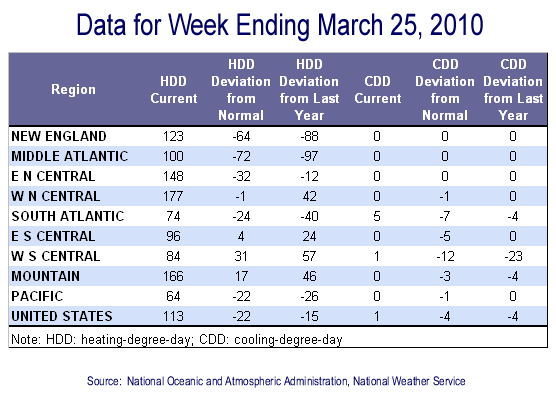 Data for Week Ending March 25, 2010
Region HDD Current HDD Deviation from Normal HDD Deviation from Last Year CDD Current CDD Deviation from Normal CDD Deviation from Last Year
NEW ENGLAND 123 -64 -88 0 0 0
MIDDLE ATLANTIC 100 -72 -97 0 0 0
E N CENTRAL 148 -32 -12 0 0 0
W N CENTRAL 177 -1 42 0 -1 0
SOUTH ATLANTIC 74 -24 -40 5 -7 -4
E S CENTRAL 96 4 24 0 -5 0
W S CENTRAL 84 31 57 1 -12 -23
MOUNTAIN 166 17 46 0 -3 -4
PACIFIC 64 -22 -26 0 -1 0
UNITED STATES 113 -22 -15 1 -4 -4
Note: HDD: heating-degree-day; CDD: cooling-degree-day
Source: National Oceanic and Atmospheric Administration, National Weather Service